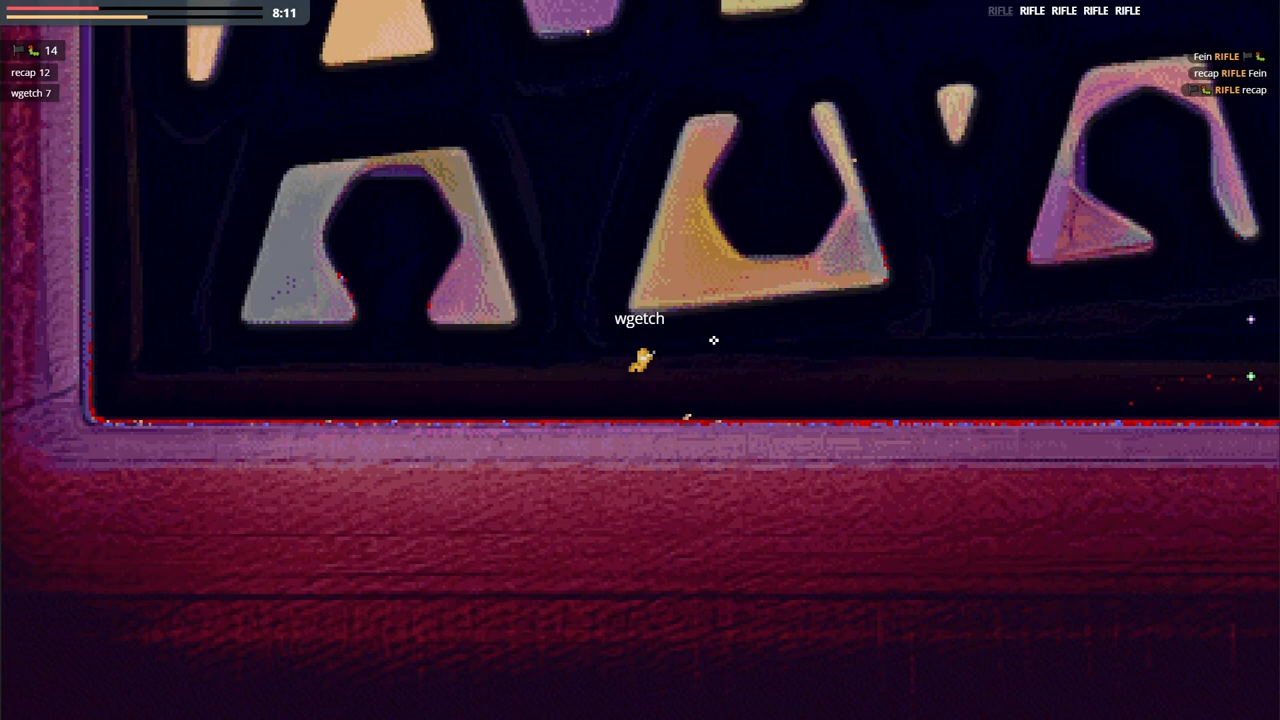 8:11
RIFLE RIFLE RIFLE RIFLE RIFLE
14
recap 12
wgetch 7
Fein RIFLE
recap RIFLE Fein
RIFLE recap
wgetch